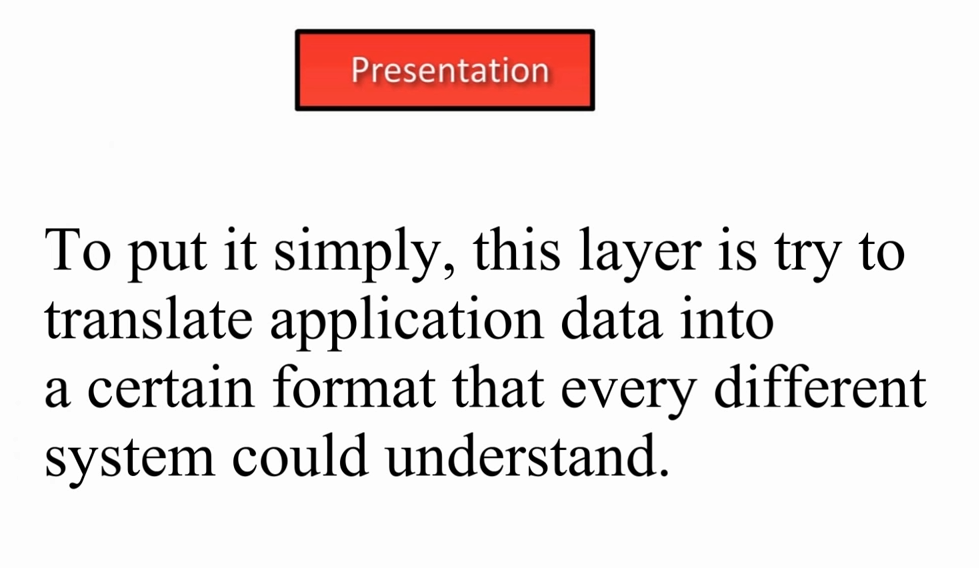 Presentation
To put it simply, this layer is try to
translate application data into
a certain format that every different
system could understand.